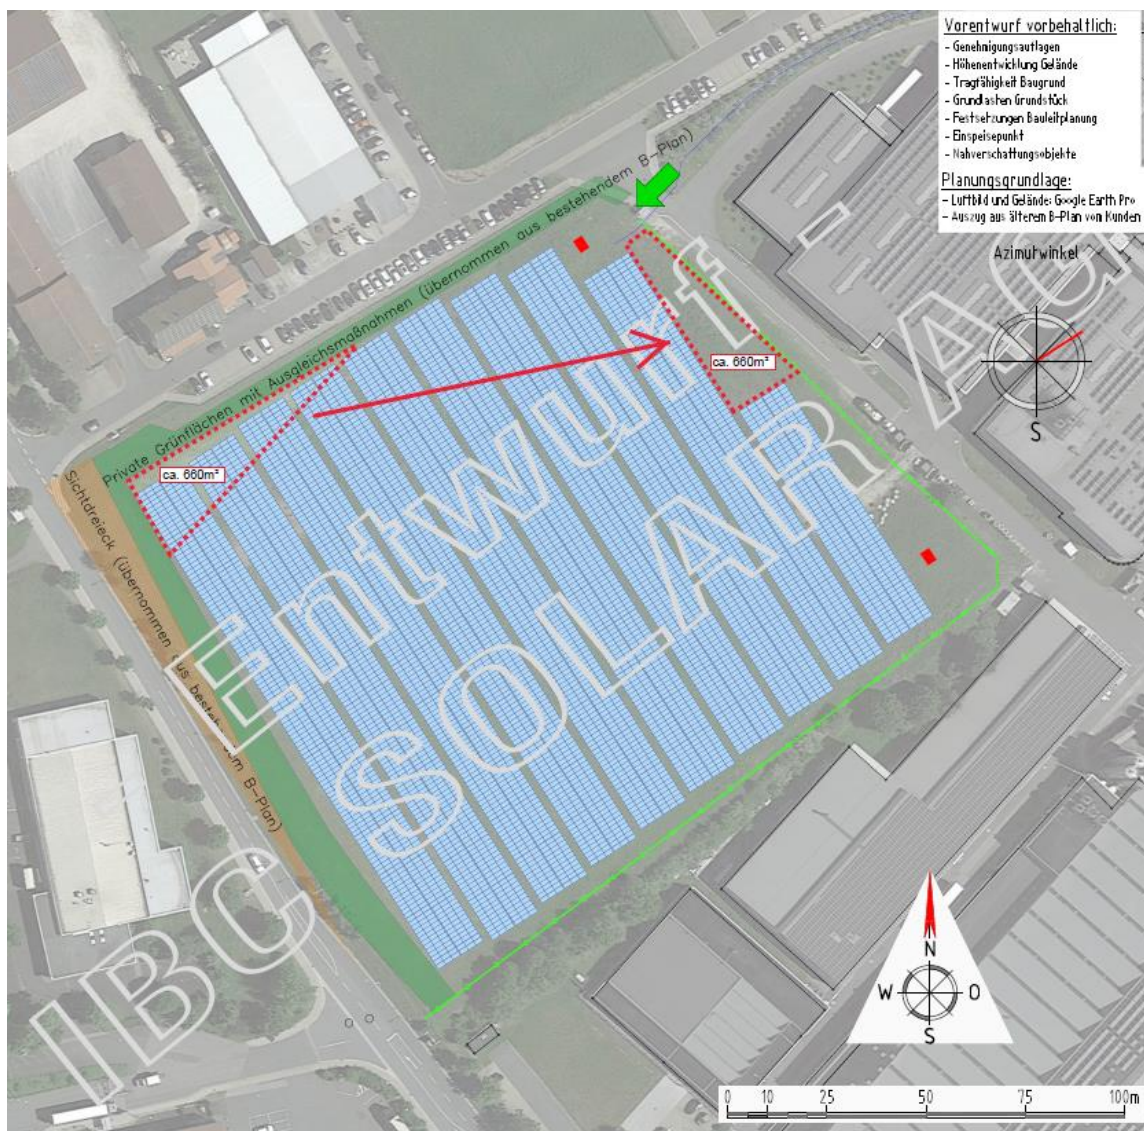 Vorentwurf vorbehaltlich:
- Genehmigungsauflagen
- Höhenentwicklung Gelände
- Tragfähigkeit Baugrund
- Grundlasten Grundstück
- Festsetzungen Bauleitplanung
- Einspeisepunkt
- Nahverschattungsobjekte
Planungsgrundlage:
- Luftbild und Gelände: Google Earth Pro
- Auszug aus älterem B-Plan von Kunden
Azimutwinkel
S
Private Grünflächen mit Ausgleichsmaßnahmen (übernommen aus bestehendem B-Plan)
ca. 660m²
ca. 660m²
Sichtdreieck (übernommen aus bestehendem B-Plan)
Entwurf
IBC SOLAR AG
N
W
O
S
0 10 25 50 75 100m